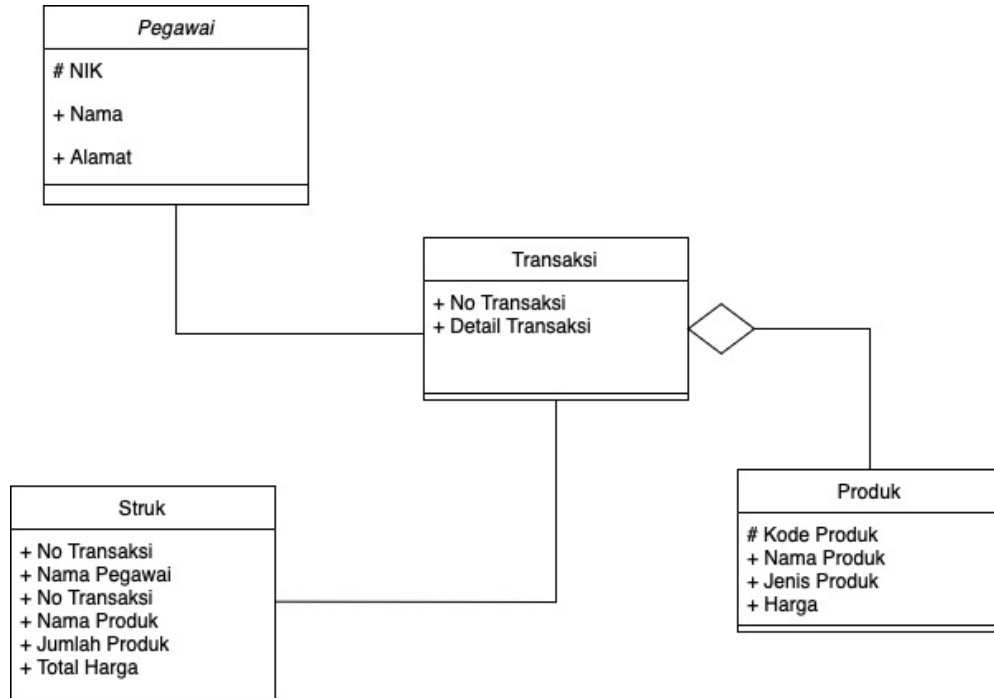 Pegawai
# NIK
+ Nama
+ Alamat
Transaksi
+ No Transaksi
+ Detail Transaksi
Struk
+ No Transaksi
+ Nama Pegawai
+ No Transaksi
+ Nama Produk
+ Jumlah Produk
+ Total Harga
Produk
# Kode Produk
+ Nama Produk
+ Jenis Produk
+ Harga